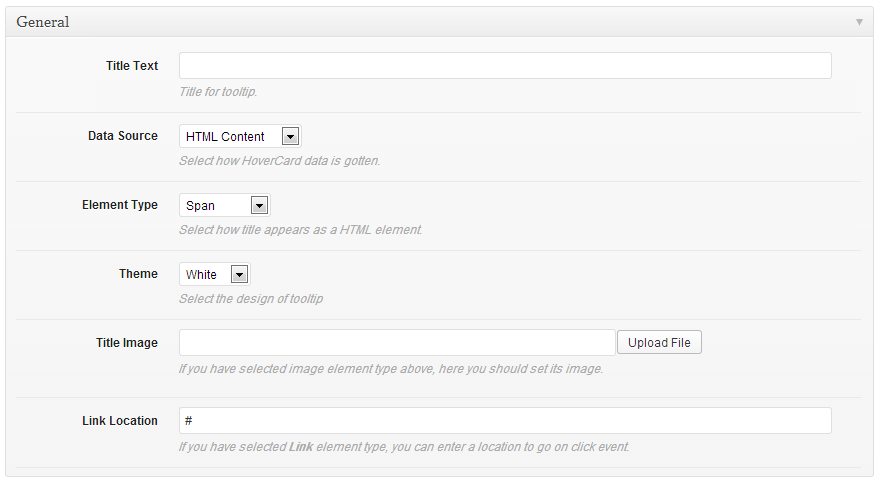 General
Title Text
Title for tooltip.
Data Source HTML Content
Select how HoverCard data is gotten.
Element Type Span
Select how title appears as a HTML element.
Theme White
Select the design of tooltip
Title Image Upload File
If you have selected image element type above, here you should set its image.
Link Location #
If you have selected Link element type, you can enter a location to go on click event.